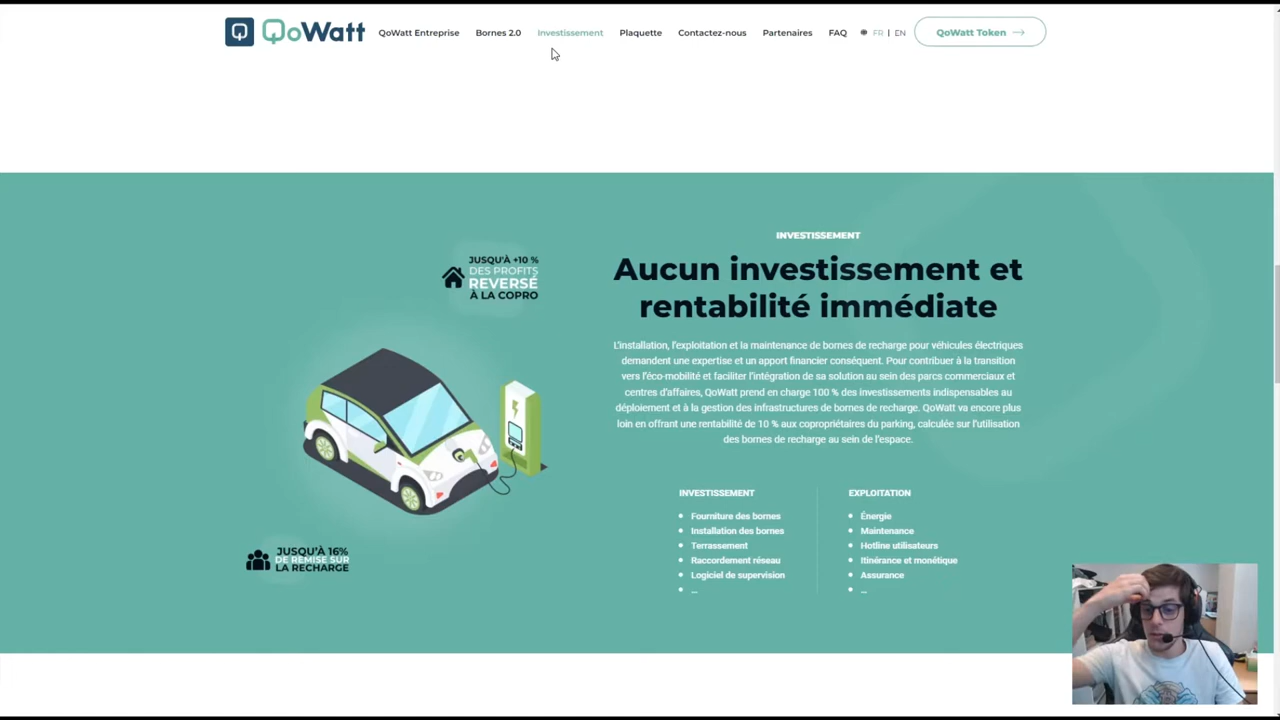 QoWatt
QoWatt Entreprise
Bornes 2.0
Investissement
Plaquette
Contactez-nous
Partenaires
FAQ
FR | EN
QoWatt Token
JUSQU'À +10 %
DES PROFITS
REVERSÉ
À LA COPRO
JUSQU'À 16%
DE REMISE SUR
LA RECHARGE
INVESTISSEMENT
Aucun investissement et
rentabilité immédiate
L'installation, l'exploitation et la maintenance de bornes de recharge pour véhicules électriques
demandent une expertise et un apport financier conséquent. Pour contribuer à la transition
vers l'éco-mobilité et faciliter l'intégration de sa solution au sein des parcs commerciaux et
centres d'affaires, QoWatt prend en charge 100 % des investissements indispensables au
déploiement et à la gestion des infrastructures de bornes de recharge. QoWatt va encore plus
loin en offrant une rentabilité de 10 % aux copropriétaires du parking, calculée sur l'utilisation
des bornes de recharge au sein de l'espace.
INVESTISSEMENT
Fourniture des bornes
Installation des bornes
Terrassement
Raccordement réseau
Logiciel de supervision
...
EXPLOITATION
Énergie
Maintenance
Hotline utilisateurs
Itinérance et monétique
Assurance
...